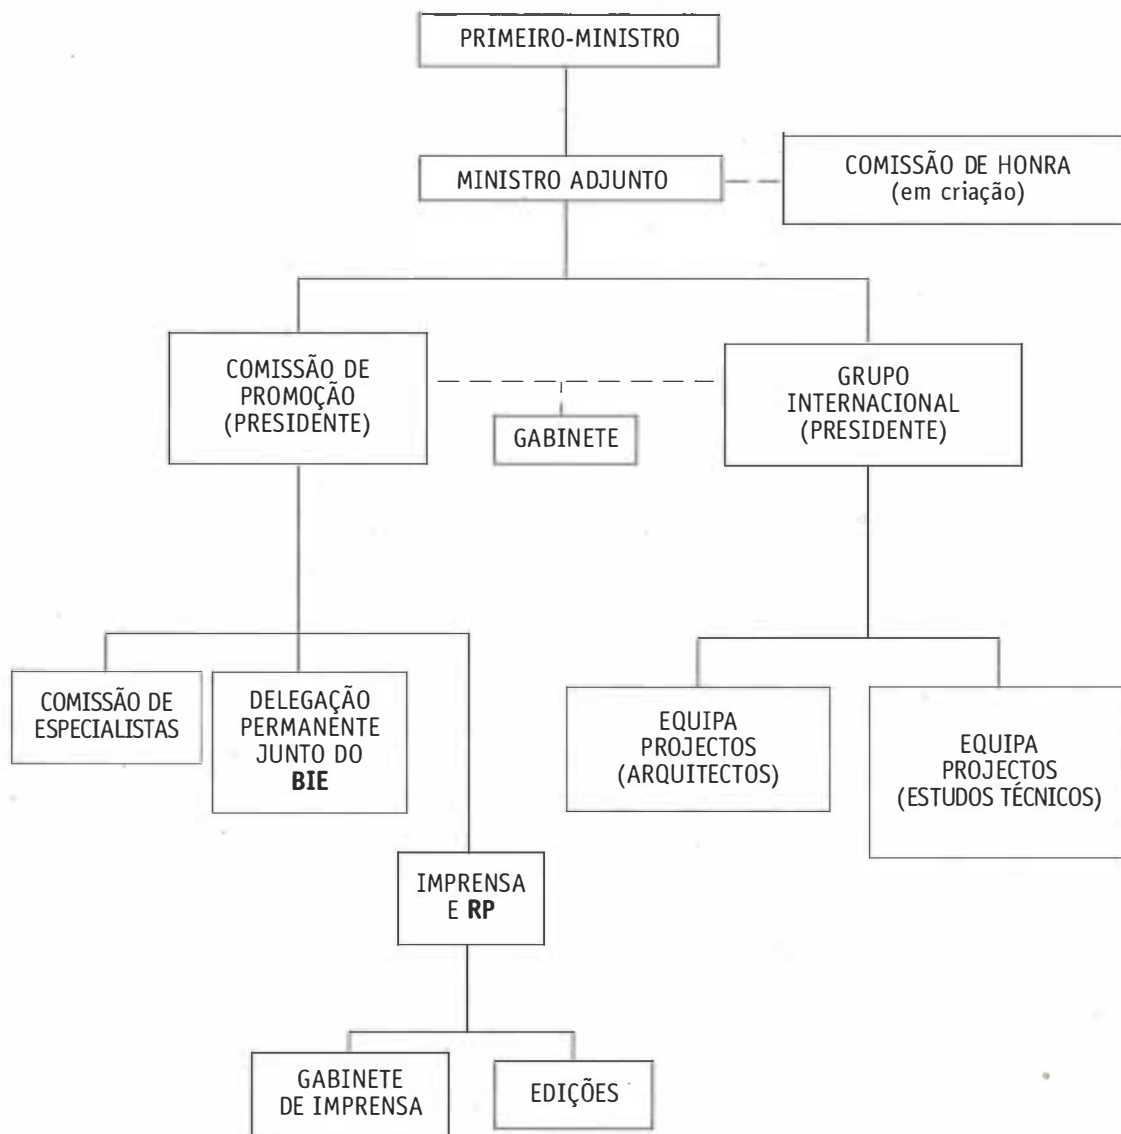 PRIMEIRO-MINISTRO
MINISTRO ADJUNTO
COMISSÃO DE HONRA
(em criação)
COMISSÃO DE
PROMOÇÃO
(PRESIDENTE)
GABINETE
GRUPO
INTERNACIONAL
(PRESIDENTE)
COMISSÃO DE
ESPECIALISTAS
DELEGAÇÃO
PERMANENTE
JUNTO DO
BIE
EQUIPA
PROJECTOS
(ARQUITECTOS)
EQUIPA
PROJECTOS
(ESTUDOS TÉCNICOS)
IMPRENSA
E RP
GABINETE
DE IMPRENSA
EDIÇÕES